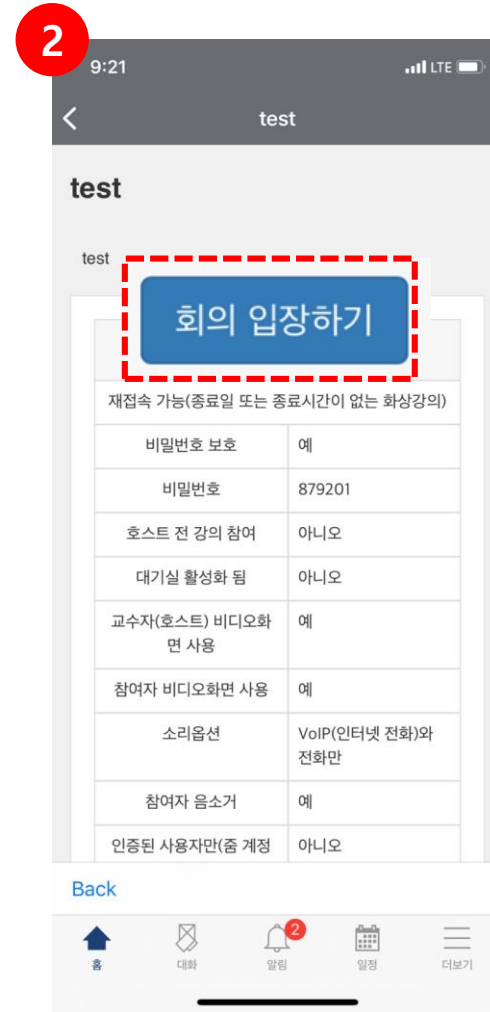 2
9:21
LTE
test
test
test
회의 입장하기
재접속 가능(종료일 또는 종료시간이 없는 화상강의)
비밀번호 보호 예
비밀번호 879201
호스트 전 강의 참여 아니오
대기실 활성화 됨 아니오
교수자(호스트) 비디오화 예
면 사용
참여자 비디오화면 사용 예
소리옵션 VoIP(인터넷 전화)와
전화만
참여자 음소거 예
인증된 사용자만(줌 계정 아니오
Back
2
홈 대화 알림 일정 더보기